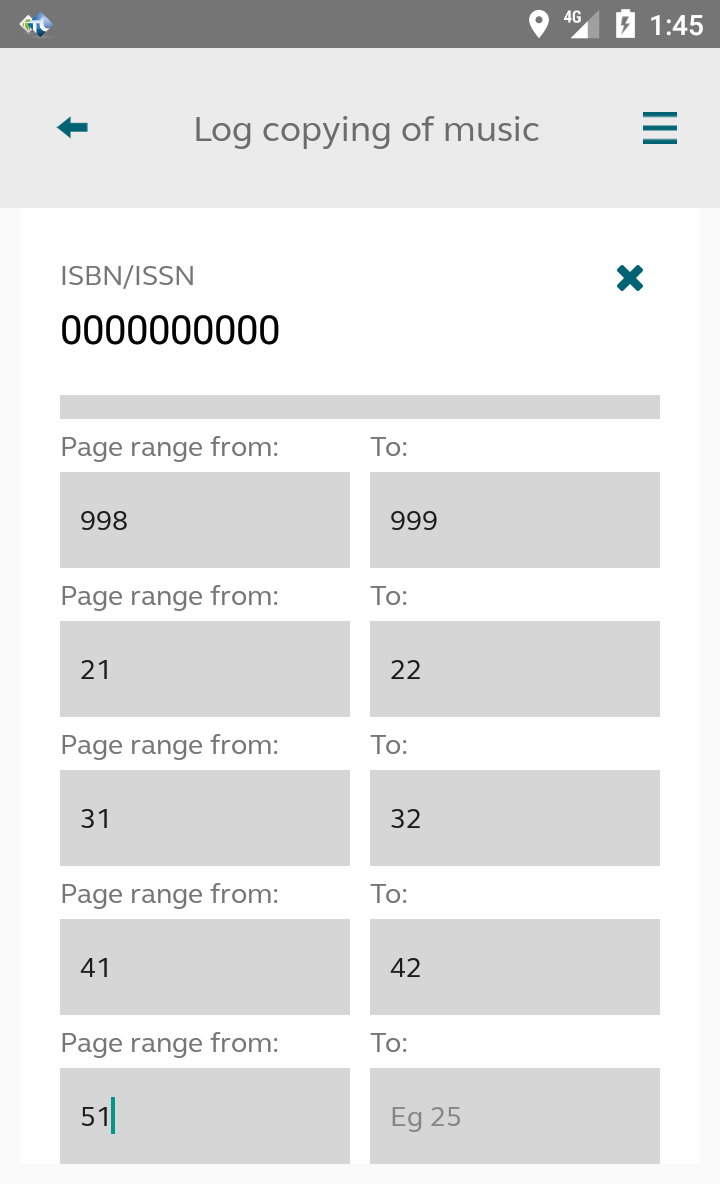 4G 1:45
Log copying of music
ISBN/ISSN
0000000000
Page range from: To:
998 999
Page range from: To:
21 22
Page range from: To:
31 32
Page range from: To:
41 42
Page range from: To:
51 Eg 25